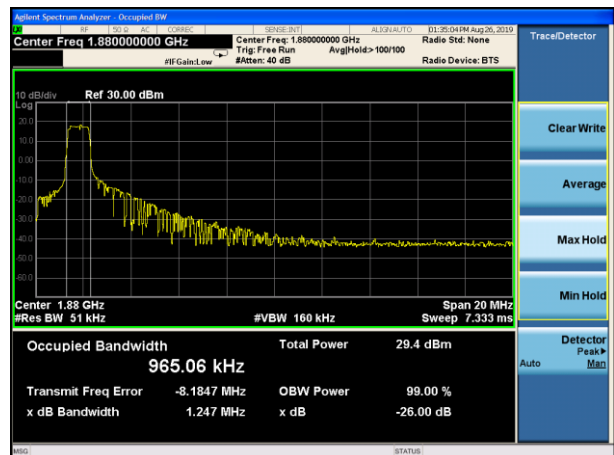 Agilent Spectrum Analyzer - Occupied BW
RF 50 Ω AC CORREC SENSE:INT ALIGNAUTO 01:35:04 PM Aug 26, 2019
Center Freq 1.880000000 GHz Center Freq: 1.880000000 GHz Radio Std: None
Trig: Free Run Avg|Hold:> 100/100
#IFGain:Low #Atten: 40 dB Radio Device: BTS
10 dB/div Ref 30.00 dBm
Log
20.0
10.0
0.00
-10.0
-20.0
-30.0
-40.0
-50.0
-60.0
Center 1.88 GHz Span 20 MHz
#Res BW 51 kHz #VBW 160 kHz Sweep 7.333 ms
Occupied Bandwidth Total Power 29.4 dBm
965.06 kHz
Transmit Freq Error -8.1847 MHz OBW Power 99.00 %
x dB Bandwidth 1.247 MHz x dB -26.00 dB
MSG STATUS
Trace/Detector
Clear Write
Average
Max Hold
Min Hold
Detector
Peak▶
Auto Man